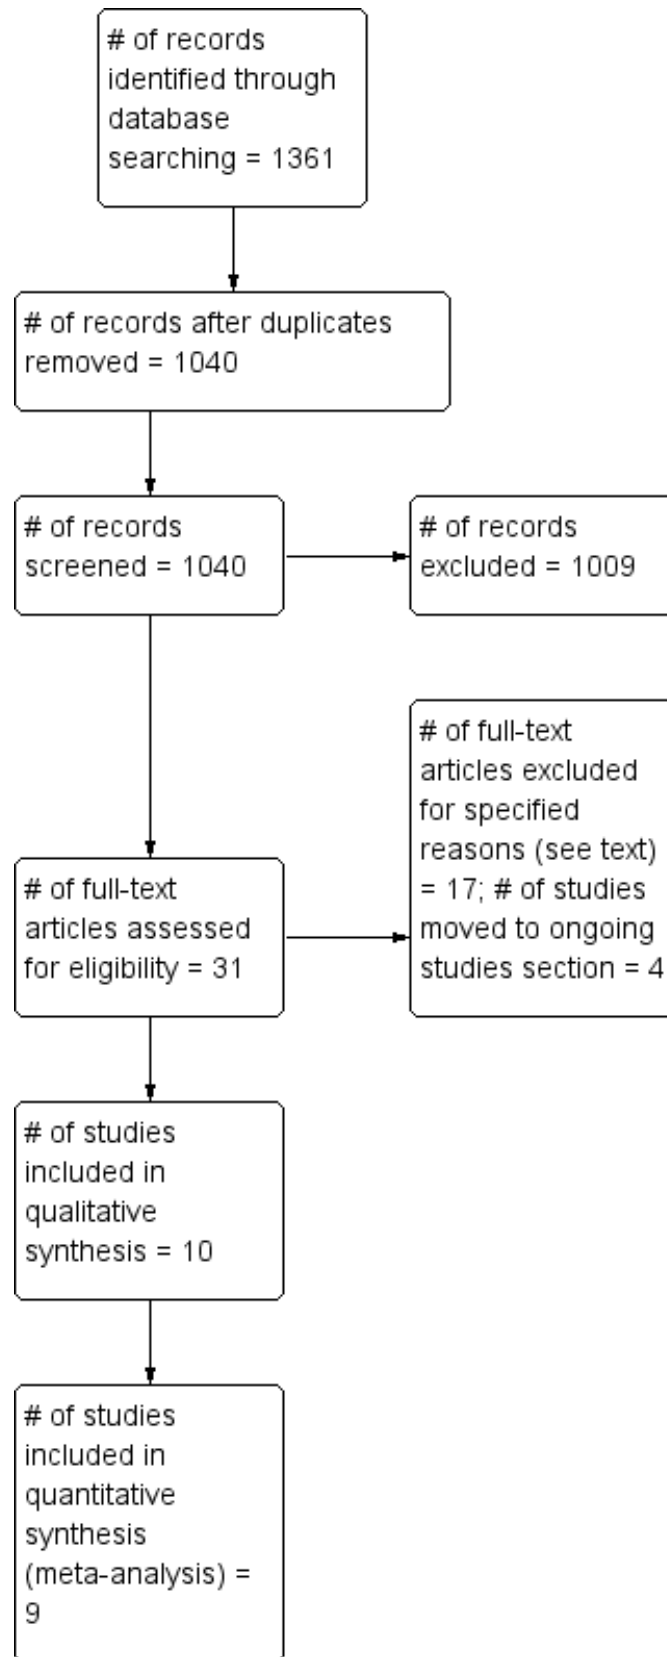 # of records
identified through
database
searching = 1361
# of records after duplicates
removed = 1040
# of records
screened = 1040
# of records
excluded = 1009
# of full-text
articles excluded
for specified
reasons (see text)
= 17; # of studies
moved to ongoing
studies section = 4
# of full-text
articles assessed
for eligibility = 31
# of studies
included in
qualitative
synthesis = 10
# of studies
included in
quantitative
synthesis
(meta-analysis) =
9